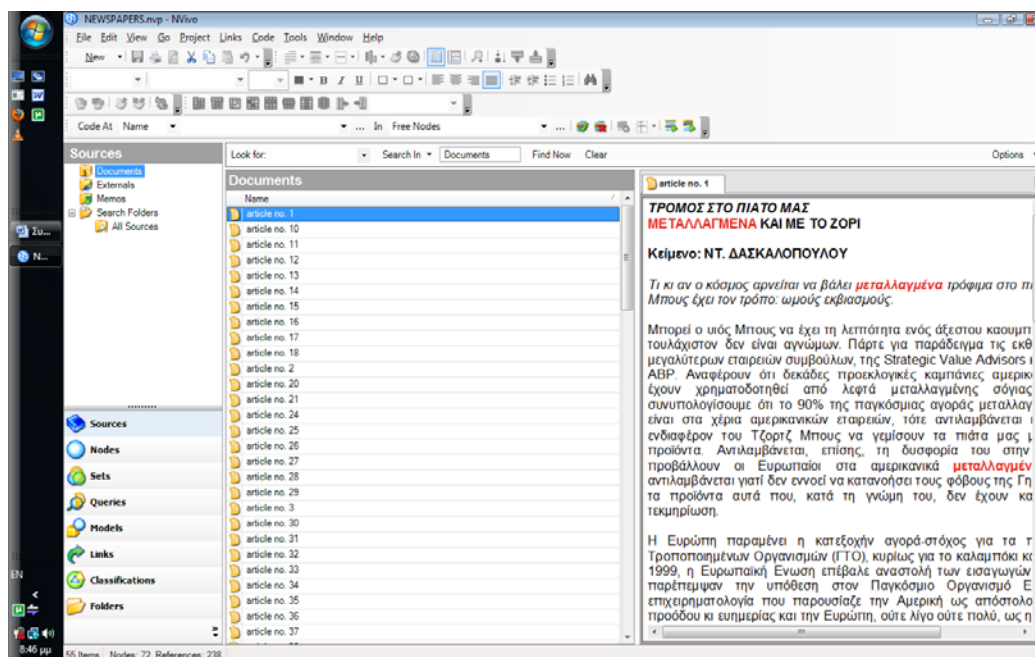 NEWSPAPERS.nvp - NVivo
File Edit View Go Project Links Code Tools Window Help
New
B I U
Code At Name ... In Free Nodes ...
Sources
Documents
Externals
Memos
Search Folders
All Sources
Look for: Search In Documents Find Now Clear Options
Documents
Name
article no. 1
article no. 10
article no. 11
article no. 12
article no. 13
article no. 14
article no. 15
article no. 16
article no. 17
article no. 18
article no. 2
article no. 20
article no. 21
article no. 24
article no. 25
article no. 26
article no. 27
article no. 28
article no. 29
article no. 3
article no. 30
article no. 31
article no. 32
article no. 33
article no. 34
article no. 35
article no. 36
article no. 37
article no. 1
ΤΡΟΜΟΣ ΣΤΟ ΠΙΑΤΟ ΜΑΣ
ΜΕΤΑΛΛΑΓΜΕΝΑ ΚΑΙ ΜΕ ΤΟ ΖΟΡΙ
Κείμενο: ΝΤ. ΔΑΣΚΑΛΟΠΟΥΛΟΥ
Τι κι αν ο κόσμος αρνείται να βάλει μεταλλαγμένα τρόφιμα στο πι
Μπους έχει τον τρόπο: ωμούς εκβιασμούς.
Μπορεί ο υιός Μπους να έχει τη λεπτότητα ενός άξεστου καουμπ
τουλάχιστον δεν είναι αγνώμων. Πάρτε για παράδειγμα τις εκθ
μεγαλύτερων εταιρειών συμβούλων, της Strategic Value Advisors
ABP. Αναφέρουν ότι δεκάδες προεκλογικές καμπάνιες αμερικ
έχουν χρηματοδοτηθεί από λεφτά μεταλλαγμένης σόγιας
συνυπολογίσουμε ότι το 90% της παγκόσμιας αγοράς μεταλλαγ
είναι στα χέρια αμερικανικών εταιρειών, τότε αντιλαμβάνεται
ενδιαφέρον του Τζορτζ Μπους να γεμίσουν τα πιάτα μας μ
προϊόντα. Αντιλαμβάνεται, επίσης, τη δυσφορία του στην
προβάλλουν οι Ευρωπαίοι στα αμερικανικά μεταλλαγμέν
αντιλαμβάνεται γιατί δεν εννοεί να κατανοήσει τους φόβους της Γη
τα προϊόντα αυτά που, κατά τη γνώμη του, δεν έχουν κα
τεκμηρίωση.
Η Ευρώπη παραμένει η κατεξοχήν αγορά-στόχος για τα τ
Τροποποιημένων Οργανισμών (ΓΤΟ), κυρίως για το καλαμπόκι κα
1999, η Ευρωπαϊκή Ενωση επέβαλε αναστολή των εισαγωγών
παρέπεμψαν την υπόθεση στον Παγκόσμιο Οργανισμό Ε
επιχειρηματολογία που παρουσίαζε την Αμερική ως απόστολο
προόδου κι ευημερίας και την Ευρώπη, ούτε λίγο ούτε πολύ, ως η
Sources
Nodes
Sets
Queries
Models
Links
Classifications
Folders
Συ...
N...
EN
8:46 μμ
55 Items Nodes: 72 References: 238